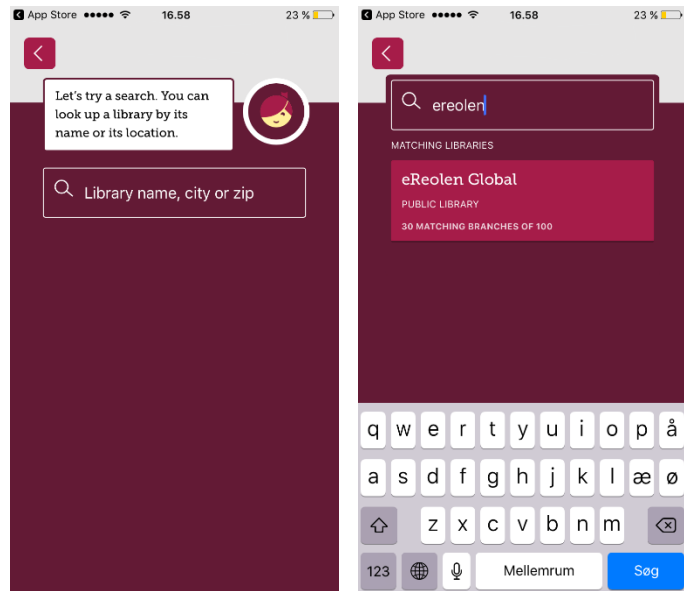 App Store 16.58 23 %
Let's try a search. You can
look up a library by its
name or its location.
Library name, city or zip
App Store 16.58 23 %
ereolen
MATCHING LIBRARIES
eReolen Global
PUBLIC LIBRARY
30 MATCHING BRANCHES OF 100
q w e r t y u i o p å
a s d f g h j k l æ ø
z x c v b n m
123 Mellemrum Søg